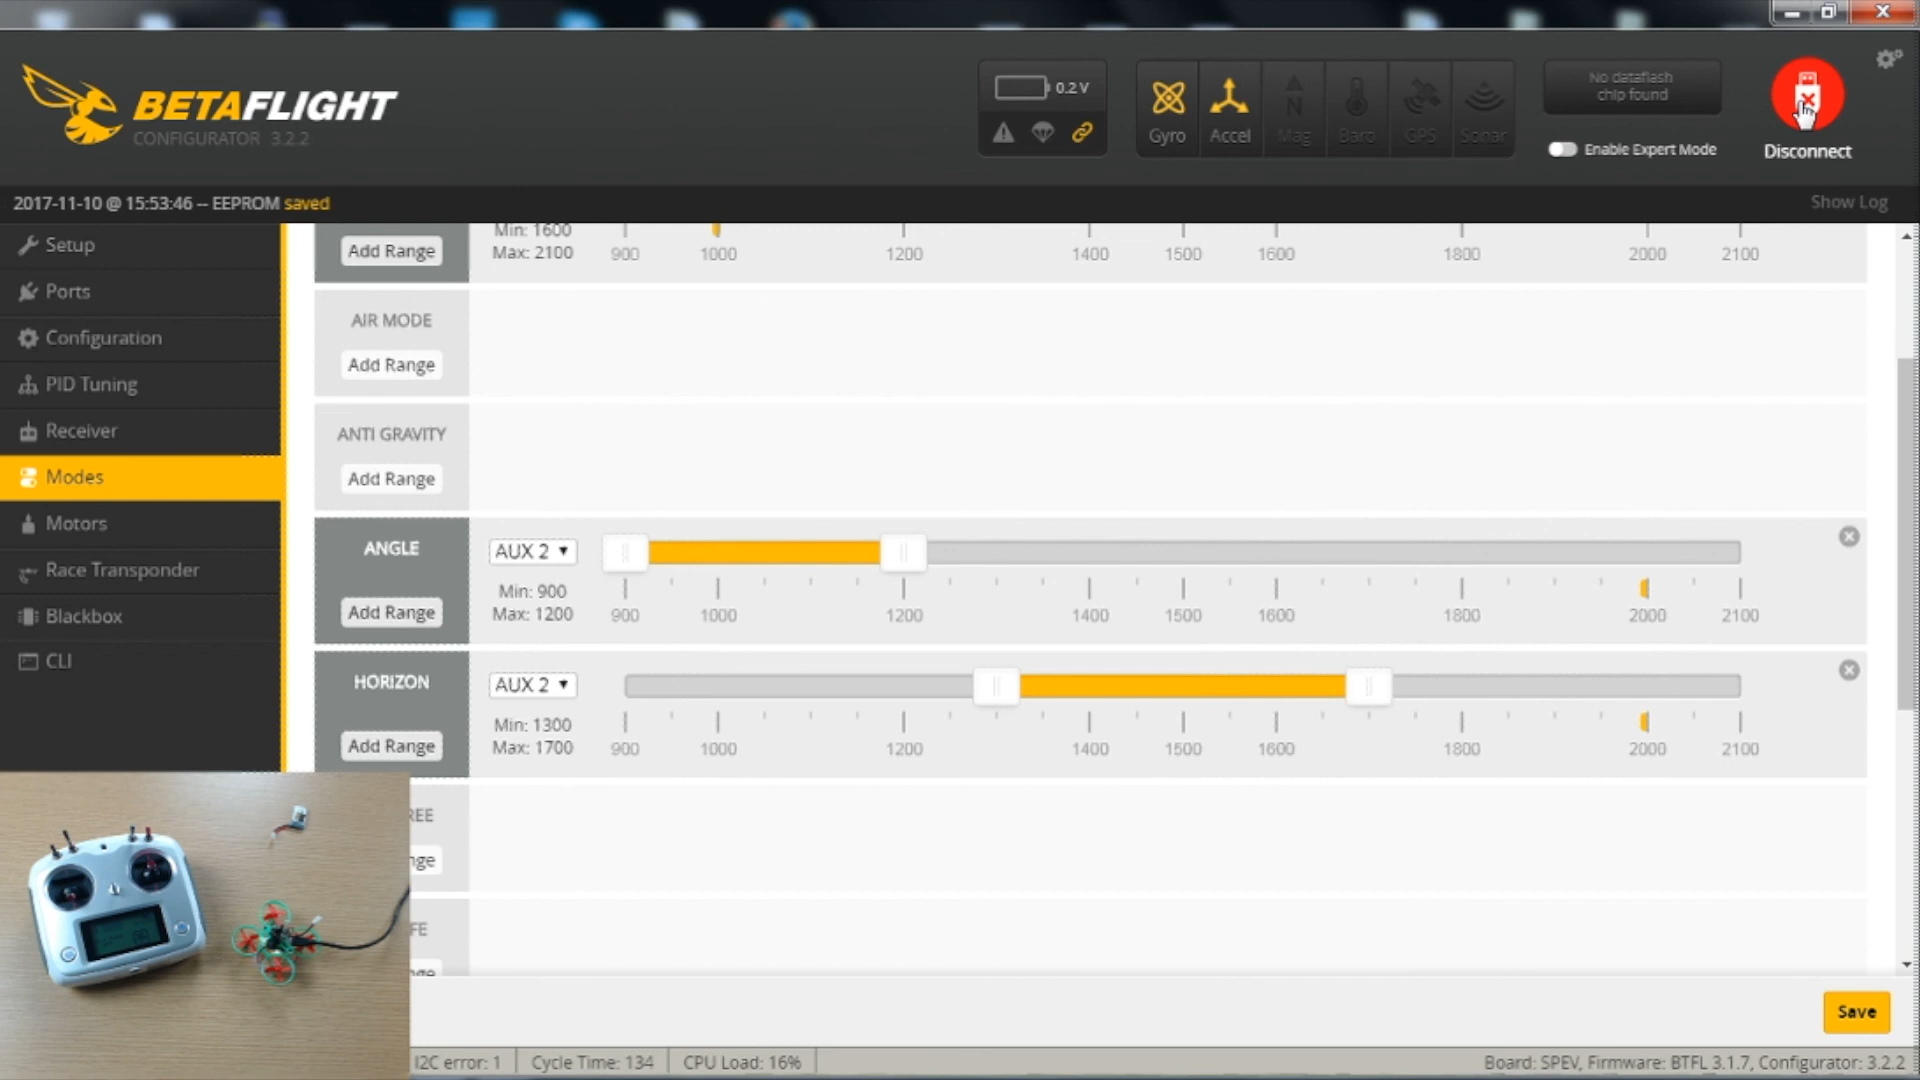 BETAFLIGHT
CONFIGURATOR 3.2.2
0.2 V
Gyro
Accel
Mag
Baro
GPS
Sonar
No dataflash
chip found
Enable Expert Mode
Disconnect
2017-11-10 @ 15:53:46 -- EEPROM saved
Show Log
Setup
Ports
Configuration
PID Tuning
Receiver
Modes
Motors
Race Transponder
Blackbox
CLI
Add Range
Min: 1600
Max: 2100
900 1000 1200 1400 1500 1600 1800 2000 2100
AIR MODE
Add Range
ANTI GRAVITY
Add Range
ANGLE
Add Range
AUX 2
Min: 900
Max: 1200
900 1000 1200 1400 1500 1600 1800 2000 2100
HORIZON
Add Range
AUX 2
Min: 1300
Max: 1700
900 1000 1200 1400 1500 1600 1800 2000 2100
REE
nge
FE
nge
Save
I2C error: 1
Cycle Time: 134
CPU Load: 16%
Board: SPEV, Firmware: BTFL 3.1.7, Configurator: 3.2.2